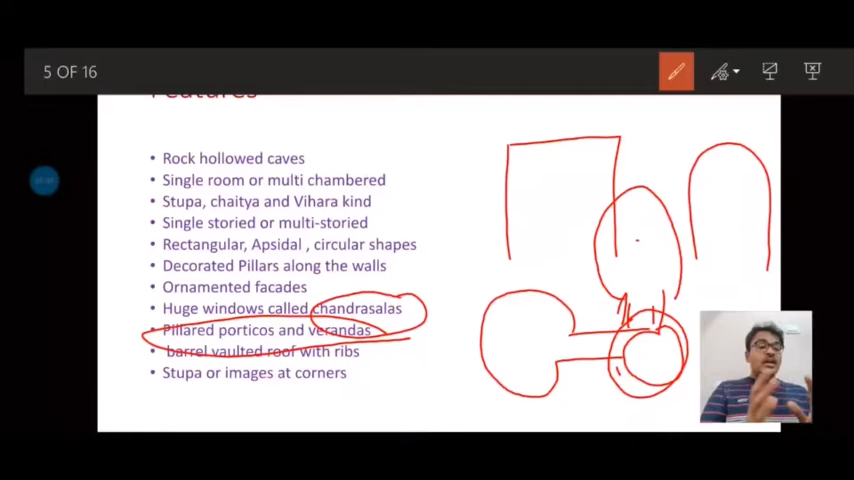 5 OF 16
Features
• Rock hollowed caves
• Single room or multi chambered
• Stupa, chaitya and Vihara kind
• Single storied or multi-storied
• Rectangular, Apsidal , circular shapes
• Decorated Pillars along the walls
• Ornamented facades
• Huge windows called chandrasalas
• Pillared porticos and verandas
• barrel vaulted roof with ribs
• Stupa or images at corners